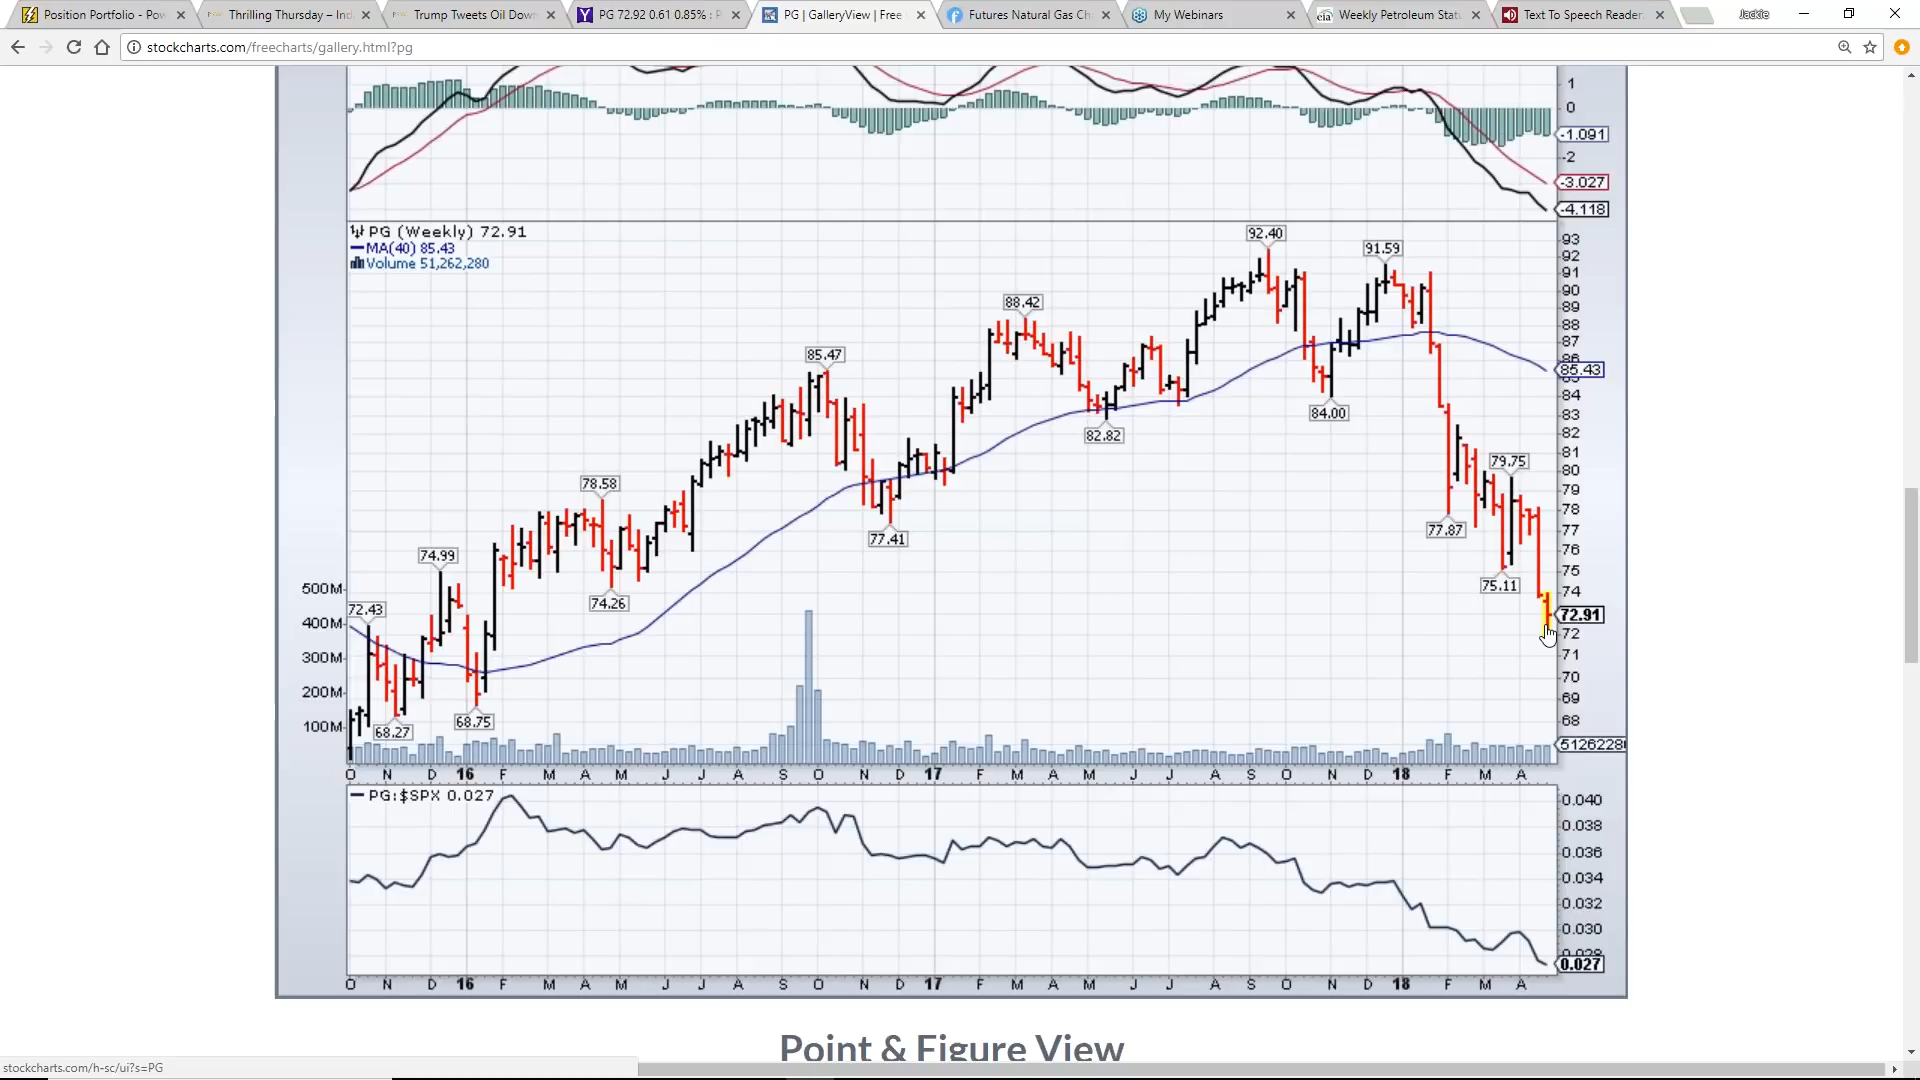 Position Portfolio - Pow
Thrilling Thursday – Ind
Trump Tweets Oil Down
PG 72.92 0.61 0.85% : P
PG | GalleryView | Free
Futures Natural Gas Ch
My Webinars
Weekly Petroleum Statu
Text To Speech Reader
Jackie
stockcharts.com/freecharts/gallery.html?pg
1
0
-1.091
-2
-3.027
-4.118
PG (Weekly) 72.91
MA(40) 85.43
Volume 51,262,280
92.40
91.59
88.42
85.47
84.00
82.82
79.75
78.58
77.41
77.87
74.99
75.11
74.26
72.43
68.75
68.27
93
92
91
90
89
88
87
86
85.43
85
84
83
82
81
80
79
78
77
76
75
74
72.91
72
71
70
69
68
500M
400M
300M
200M
100M
51262280
O N D 16 F M A M J J A S O N D 17 F M A M J J A S O N D 18 F M A
PG:$SPX 0.027
0.040
0.038
0.036
0.034
0.032
0.030
0.028
0.027
O N D 16 F M A M J J A S O N D 17 F M A M J J A S O N D 18 F M A
Point & Figure View
stockcharts.com/h-sc/ui?s=PG